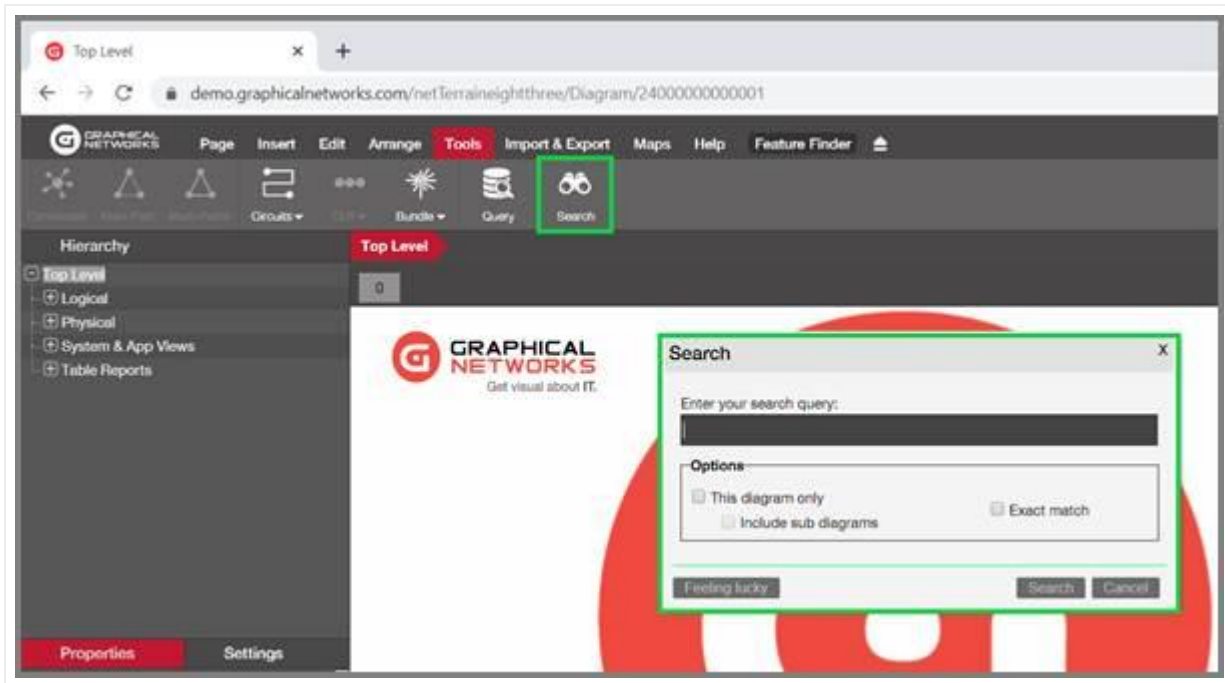 Top Level
demo.graphicalnetworks.com/netTerraineightthree/Diagram/24000000000001
GRAPHICAL NETWORKS
Page Insert Edit Arrange Tools Import & Export Maps Help Feature Finder
Circuits Bundle Query Search
Hierarchy
Top Level
0
Top Level
Logical
Physical
System & App Views
Table Reports
GRAPHICAL
NETWORKS
Get visual about IT.
Search X
Enter your search query:
Options
This diagram only
Exact match
Include sub diagrams
Feeling lucky Search Cancel
Properties Settings